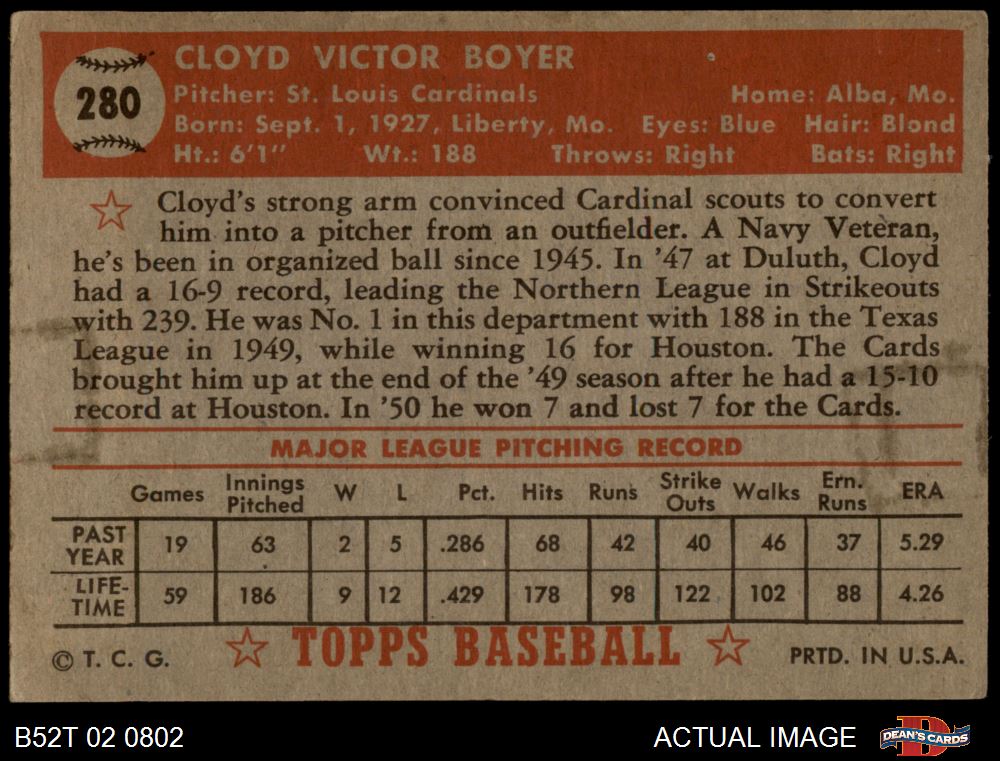 280
CLOYD VICTOR BOYER
Pitcher: St. Louis Cardinals Home: Alba, Mo.
Born: Sept. 1, 1927, Liberty, Mo. Eyes: Blue Hair: Blond
Ht.: 6'1" Wt.: 188 Throws: Right Bats: Right
Cloyd's strong arm convinced Cardinal scouts to convert
him into a pitcher from an outfielder. A Navy Veteran,
he's been in organized ball since 1945. In '47 at Duluth, Cloyd
had a 16-9 record, leading the Northern League in Strikeouts
with 239. He was No. 1 in this department with 188 in the Texas
League in 1949, while winning 16 for Houston. The Cards
brought him up at the end of the '49 season after he had a 15-10
record at Houston. In '50 he won 7 and lost 7 for the Cards.
MAJOR LEAGUE PITCHING RECORD
Games Innings Pitched W L Pct. Hits Runs Strike Outs Walks Ern. Runs ERA
PAST YEAR 19 63 2 5 .286 68 42 40 46 37 5.29
LIFE-TIME 59 186 9 12 .429 178 98 122 102 88 4.26
© T. C. G. TOPPS BASEBALL PRTD. IN U.S.A.
B52T 02 0802 ACTUAL IMAGE D DEAN'S CARDS